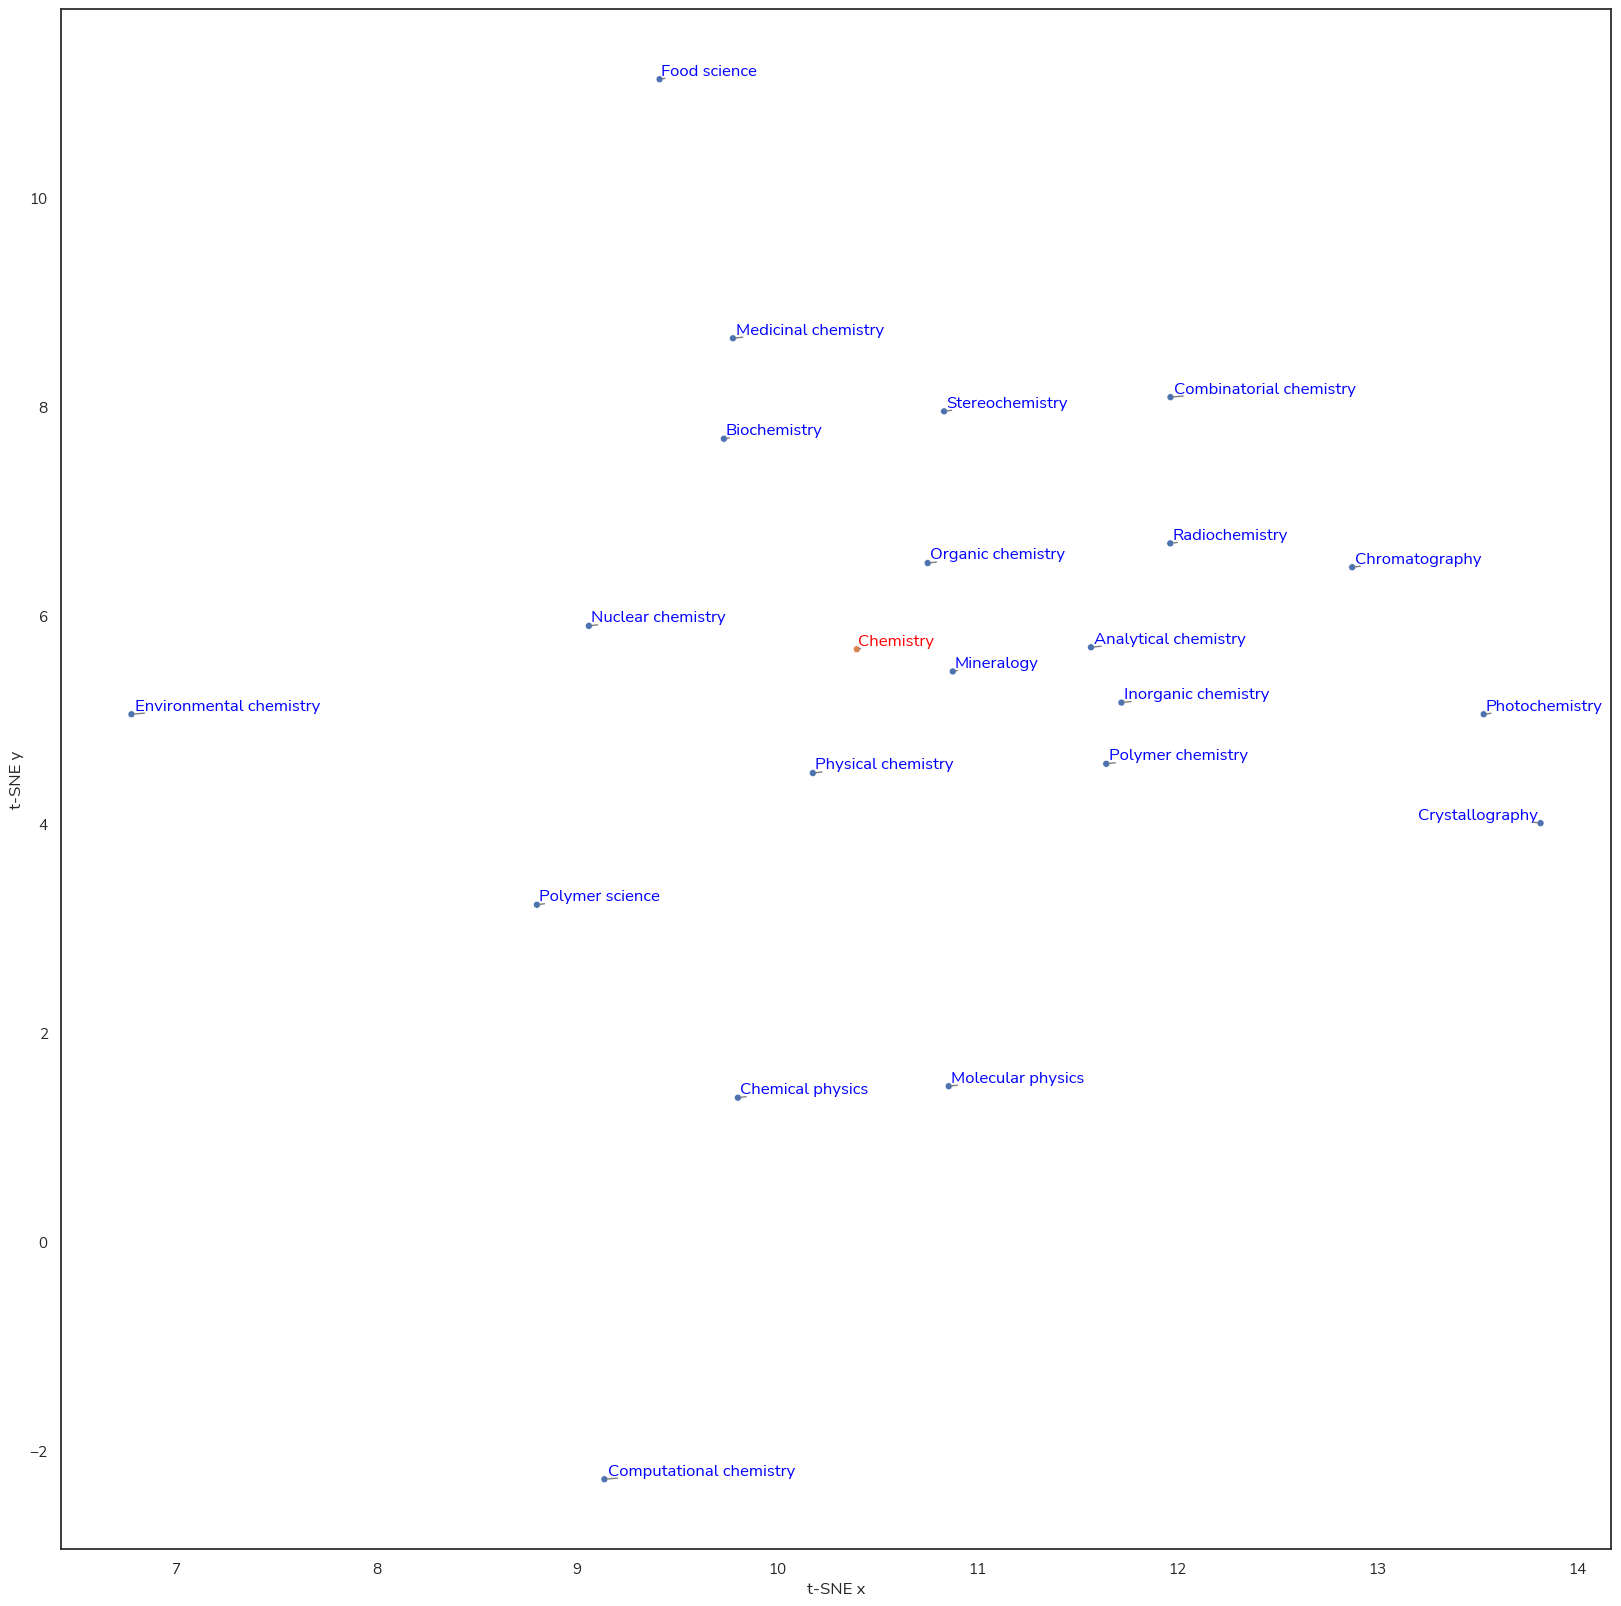 Food science
10
Medicinal chemistry
Combinatorial chemistry
8
Stereochemistry
Biochemistry
Radiochemistry
Organic chemistry
Chromatography
6
Nuclear chemistry
Chemistry
Analytical chemistry
Mineralogy
Inorganic chemistry
Environmental chemistry
Photochemistry
t-SNE y
Physical chemistry
Polymer chemistry
4
Crystallography
Polymer science
2
Molecular physics
Chemical physics
0
−2
Computational chemistry
7 8 9 10 11 12 13 14
t-SNE x